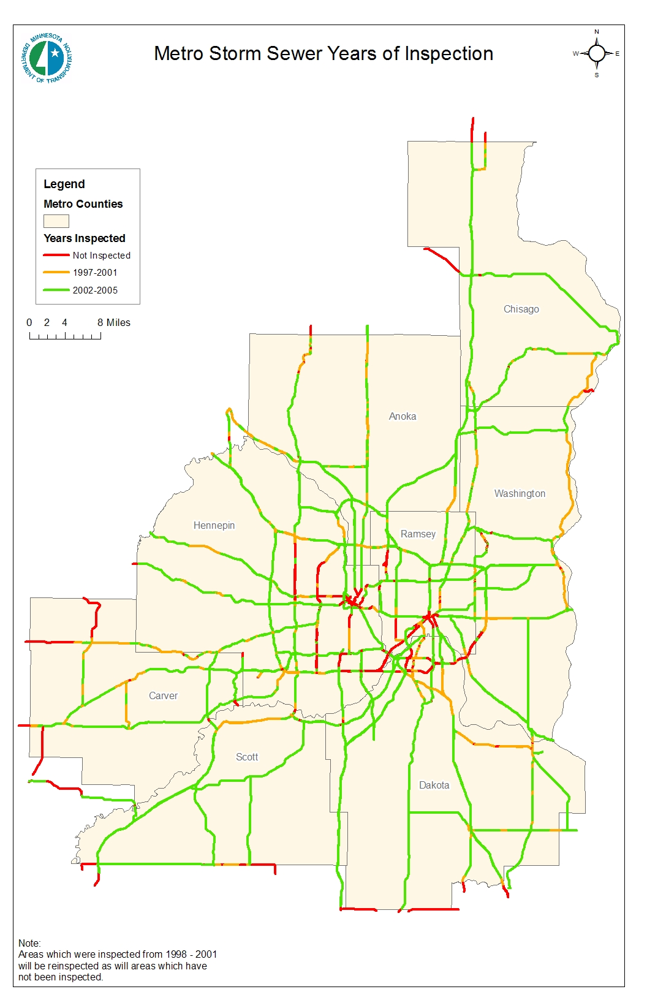 MINNESOTA
DEPARTMENT OF TRANSPORTATION
Metro Storm Sewer Years of Inspection
N
W E
S
Legend
Metro Counties
Years Inspected
Not Inspected
1997-2001
2002-2005
0 2 4 8 Miles
Chisago
Anoka
Washington
Hennepin
Ramsey
Carver
Scott
Dakota
Note:
Areas which were inspected from 1998 - 2001
will be reinspected as will areas which have
not been inspected.